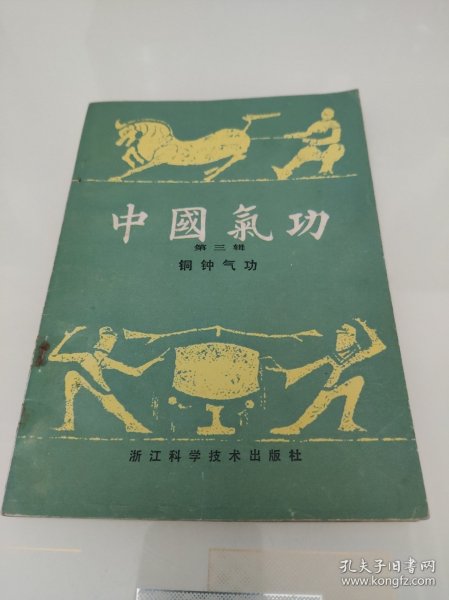 中國氣功
第三辑
铜钟气功
浙江科学技术出版社
孔夫子旧书网
www.kongfz.com